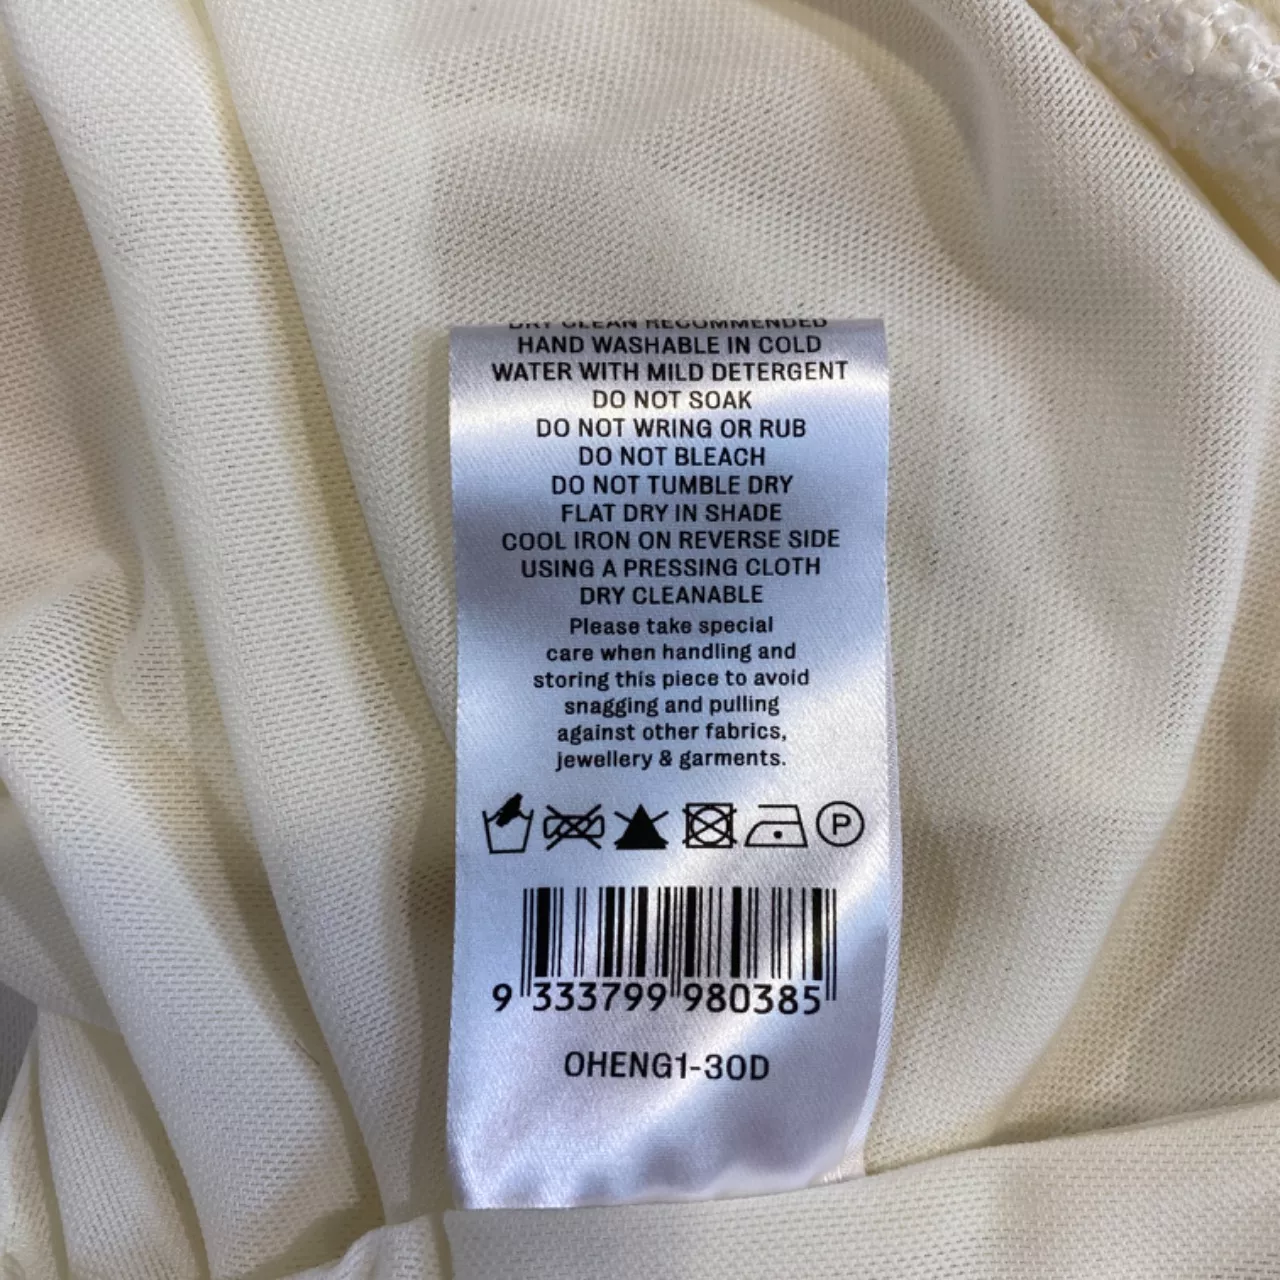 DRY CLEAN RECOMMENDED
HAND WASHABLE IN COLD
WATER WITH MILD DETERGENT
DO NOT SOAK
DO NOT WRING OR RUB
DO NOT BLEACH
DO NOT TUMBLE DRY
FLAT DRY IN SHADE
COOL IRON ON REVERSE SIDE
USING A PRESSING CLOTH
DRY CLEANABLE
Please take special
care when handling and
storing this piece to avoid
snagging and pulling
against other fabrics,
jewellery & garments.
P
9 333799 980385
OHENG1-30D